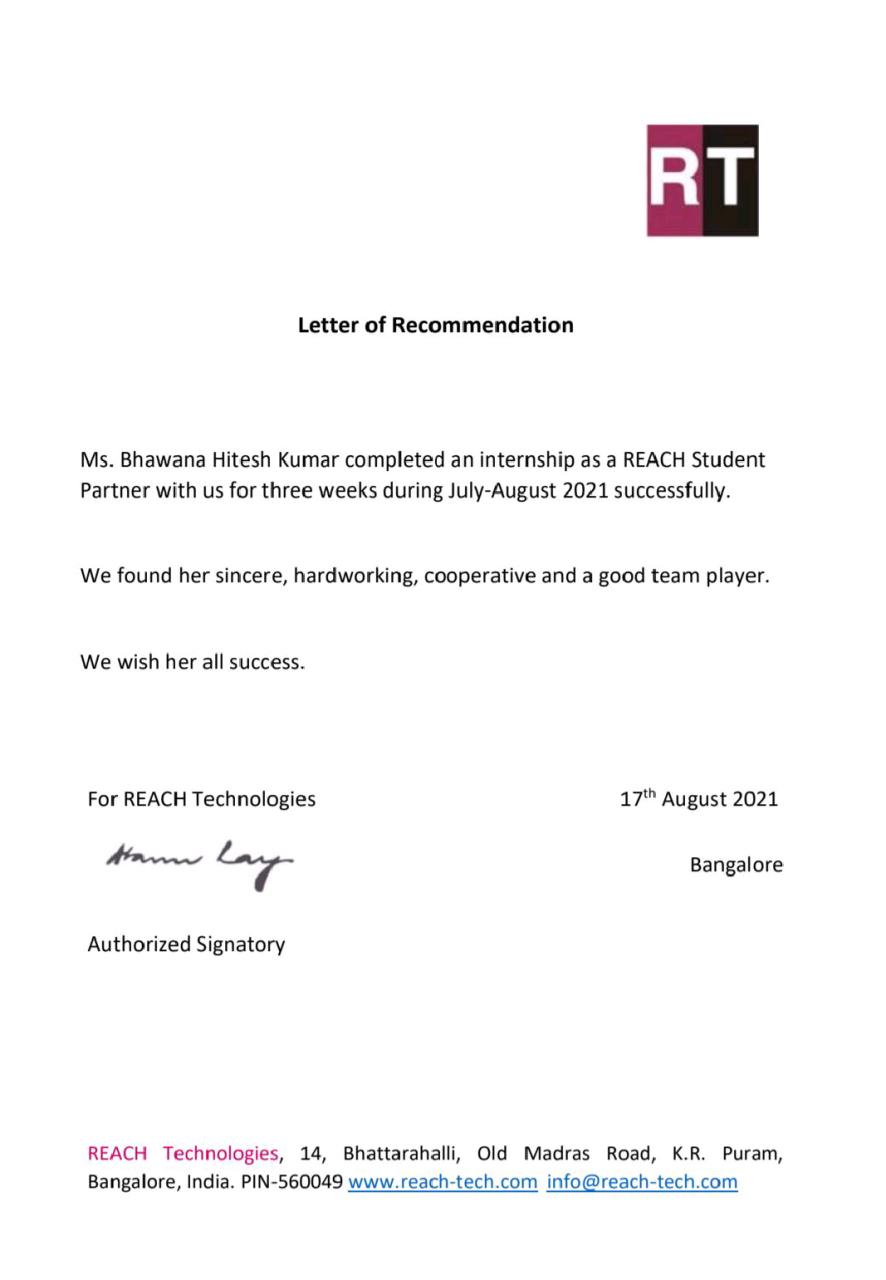 RT
Letter of Recommendation
Ms. Bhawana Hitesh Kumar completed an internship as a REACH Student
Partner with us for three weeks during July-August 2021 successfully.
We found her sincere, hardworking, cooperative and a good team player.
We wish her all success.
For REACH Technologies 17th August 2021
Bangalore
Authorized Signatory
REACH Technologies, 14, Bhattarahalli, Old Madras Road, K.R. Puram,
Bangalore, India. PIN-560049 www.reach-tech.com info@reach-tech.com